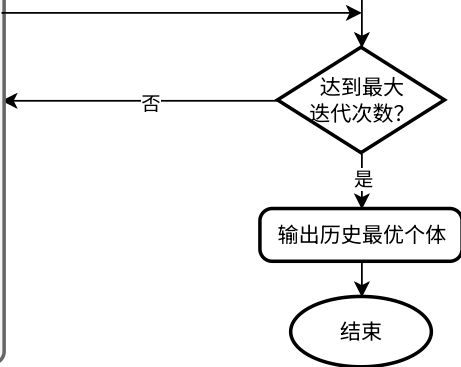 达到最大
迭代次数?
否
是
输出历史最优个体
结束